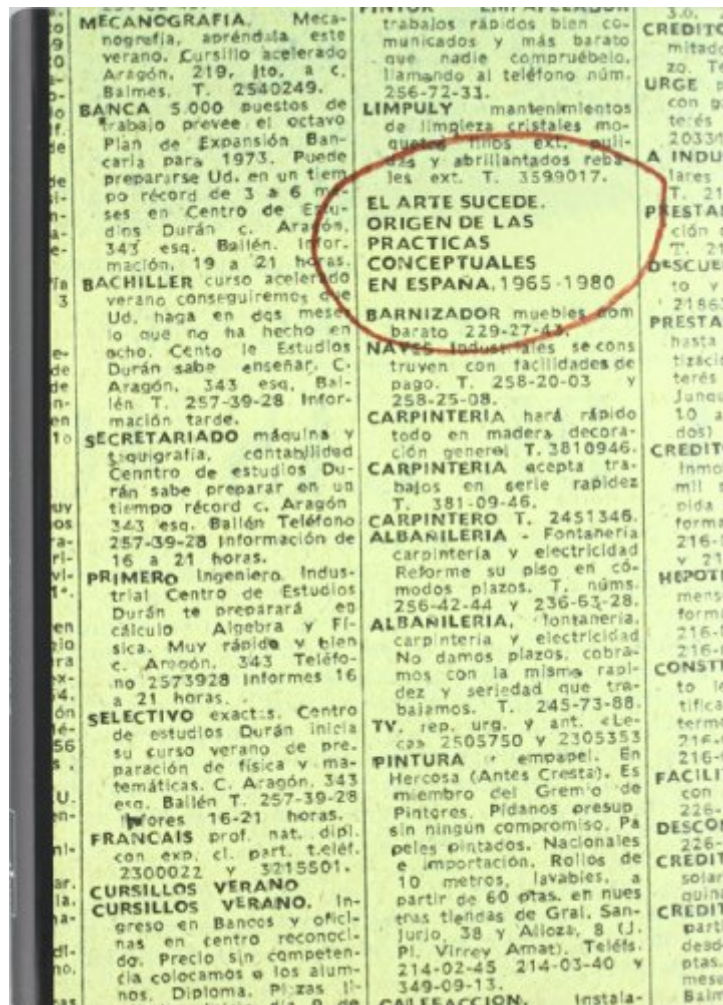 MECANOGRAFIA. Meca-
nografia, apréndala este
verano. Cursillo acelerado
Aragón, 219, Ito. a c.
Balmes. T. 2540249.
BANCA 5.000 puestos de
trabajo prevee el octavo
Plan de Expansión Ban-
caria para 1973. Puede
prepararse Ud. en un tiem
po récord de 3 a 6 me-
ses en Centro de Estu-
dios Durán c. Aragón,
343 esq. Bailén. Infor-
mación, 19 a 21 horas.
BACHILLER curso acelerado
verano conseguiremos que
Ud. haga en dos meses
lo que no ha hecho en
ocho. Cento le Estudios
Durán sabe enseñar. C.
Aragón, 343 esq. Bai-
lén T. 257-39-28 Infor-
mación tarde.
SECRETARIADO máquina y
taquigrafía, contabilidad
Cenntro de estudios Du-
rán sabe preparar en un
tiempo récord c. Aragón
343 esq. Bailén Teléfono
257-39-28 Información de
16 a 21 horas.
PRIMERO Ingeniero Indus-
trial Centro de Estudios
Durán te preparará en
cálculo Algebra y Fí-
sica. Muy rápido y bien
c. Aragón, 343 Teléfo-
no 2573928 Informes 16
a 21 horas.
SELECTIVO exactas. Centro
de estudios Durán inicia
su curso verano de pre-
paración de física y ma-
temáticas. C. Aragón, 343
esq. Bailén T. 257-39-28
16-21 horas.
FRANCAIS prof. nat. dipl.
con exp. cl. part. teléf.
2300022 y 3215501.
CURSILLOS VERANO
CURSILLOS VERANO. In-
greso en Bancos y ofici-
nas en centro reconoci-
do. Precio sin competen-
cia colocamos a los alum-
nos. Diploma. Plazas li-
PINTOR EMPAPELADOR
trabajos rápidos bien co-
municados y más barato
que nadie compruébelo,
llamando al teléfono núm.
256-72-33.
LIMPULY mantenimientos
de limpieza cristales mo-
quetas finos ext. puli-
das y abrillantados reba-
les ext. T. 3599017.
EL ARTE SUCEDE.
ORIGEN DE LAS
PRACTICAS
CONCEPTUALES
EN ESPAÑA, 1965-1980
BARNIZADOR muebles dom
barato 229-27-43.
NAVES Industriales se cons
truyen con facilidades de
pago. T. 258-20-03 y
258-25-08.
CARPINTERIA hará rápido
todo en madera decora-
ción general T. 3810946.
CARPINTERIA acepta tra-
bajos en serie rapidez
T. 381-09-46.
CARPINTERO T. 2451346.
ALBAÑILERIA - Fontanería
carpintería y electricidad
Reforme su piso en có-
modos plazos. T. núms.
256-42-44 y 236-63-28.
ALBAÑILERIA, fontanería,
carpintería y electricidad
No damos plazos, cobra-
mos con la misma rapi-
dez y seriedad que tra-
bajamos. T. 245-73-88.
TV. rep. urg. y ant. «Le-
ca» 2505750 y 2305353
PINTURA y empapel. En
Hercosa (Antes Cresta). Es
miembro del Gremio de
Pintores. Pídanos presup
sin ningún compromiso. Pa
peles pintados. Nacionales
e importación. Rollos de
10 metros, lavables, a
partir de 60 ptas. en nues
tras tiendas de Gral. San-
jurjo, 38 y Alloza, 8 (J.
Pl. Virrey Amat). Teléfs.
214-02-45 214-03-40 y
349-09-13.
CALEFACCION. Instala-